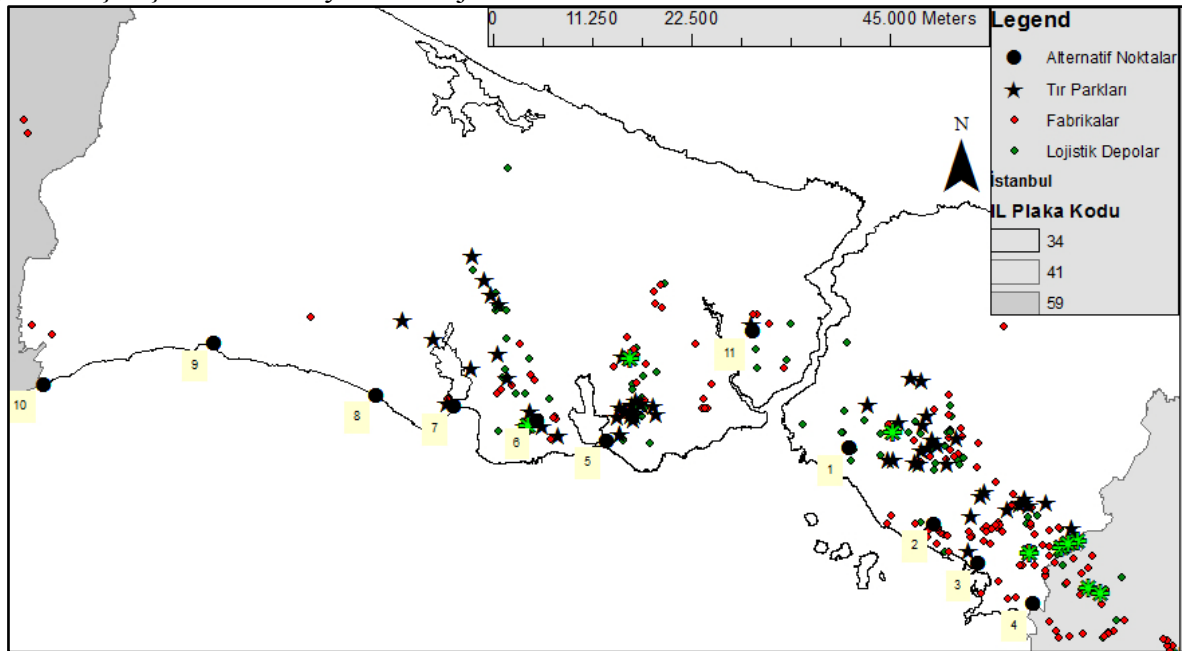 0 11.250 22.500 45.000 Meters
Legend
Alternatif Noktalar
Tır Parkları
Fabrikalar
Lojistik Depolar
İstanbul
IL Plaka Kodu
34
41
59
N
11
9
10
8
7
6
5
1
2
3
4